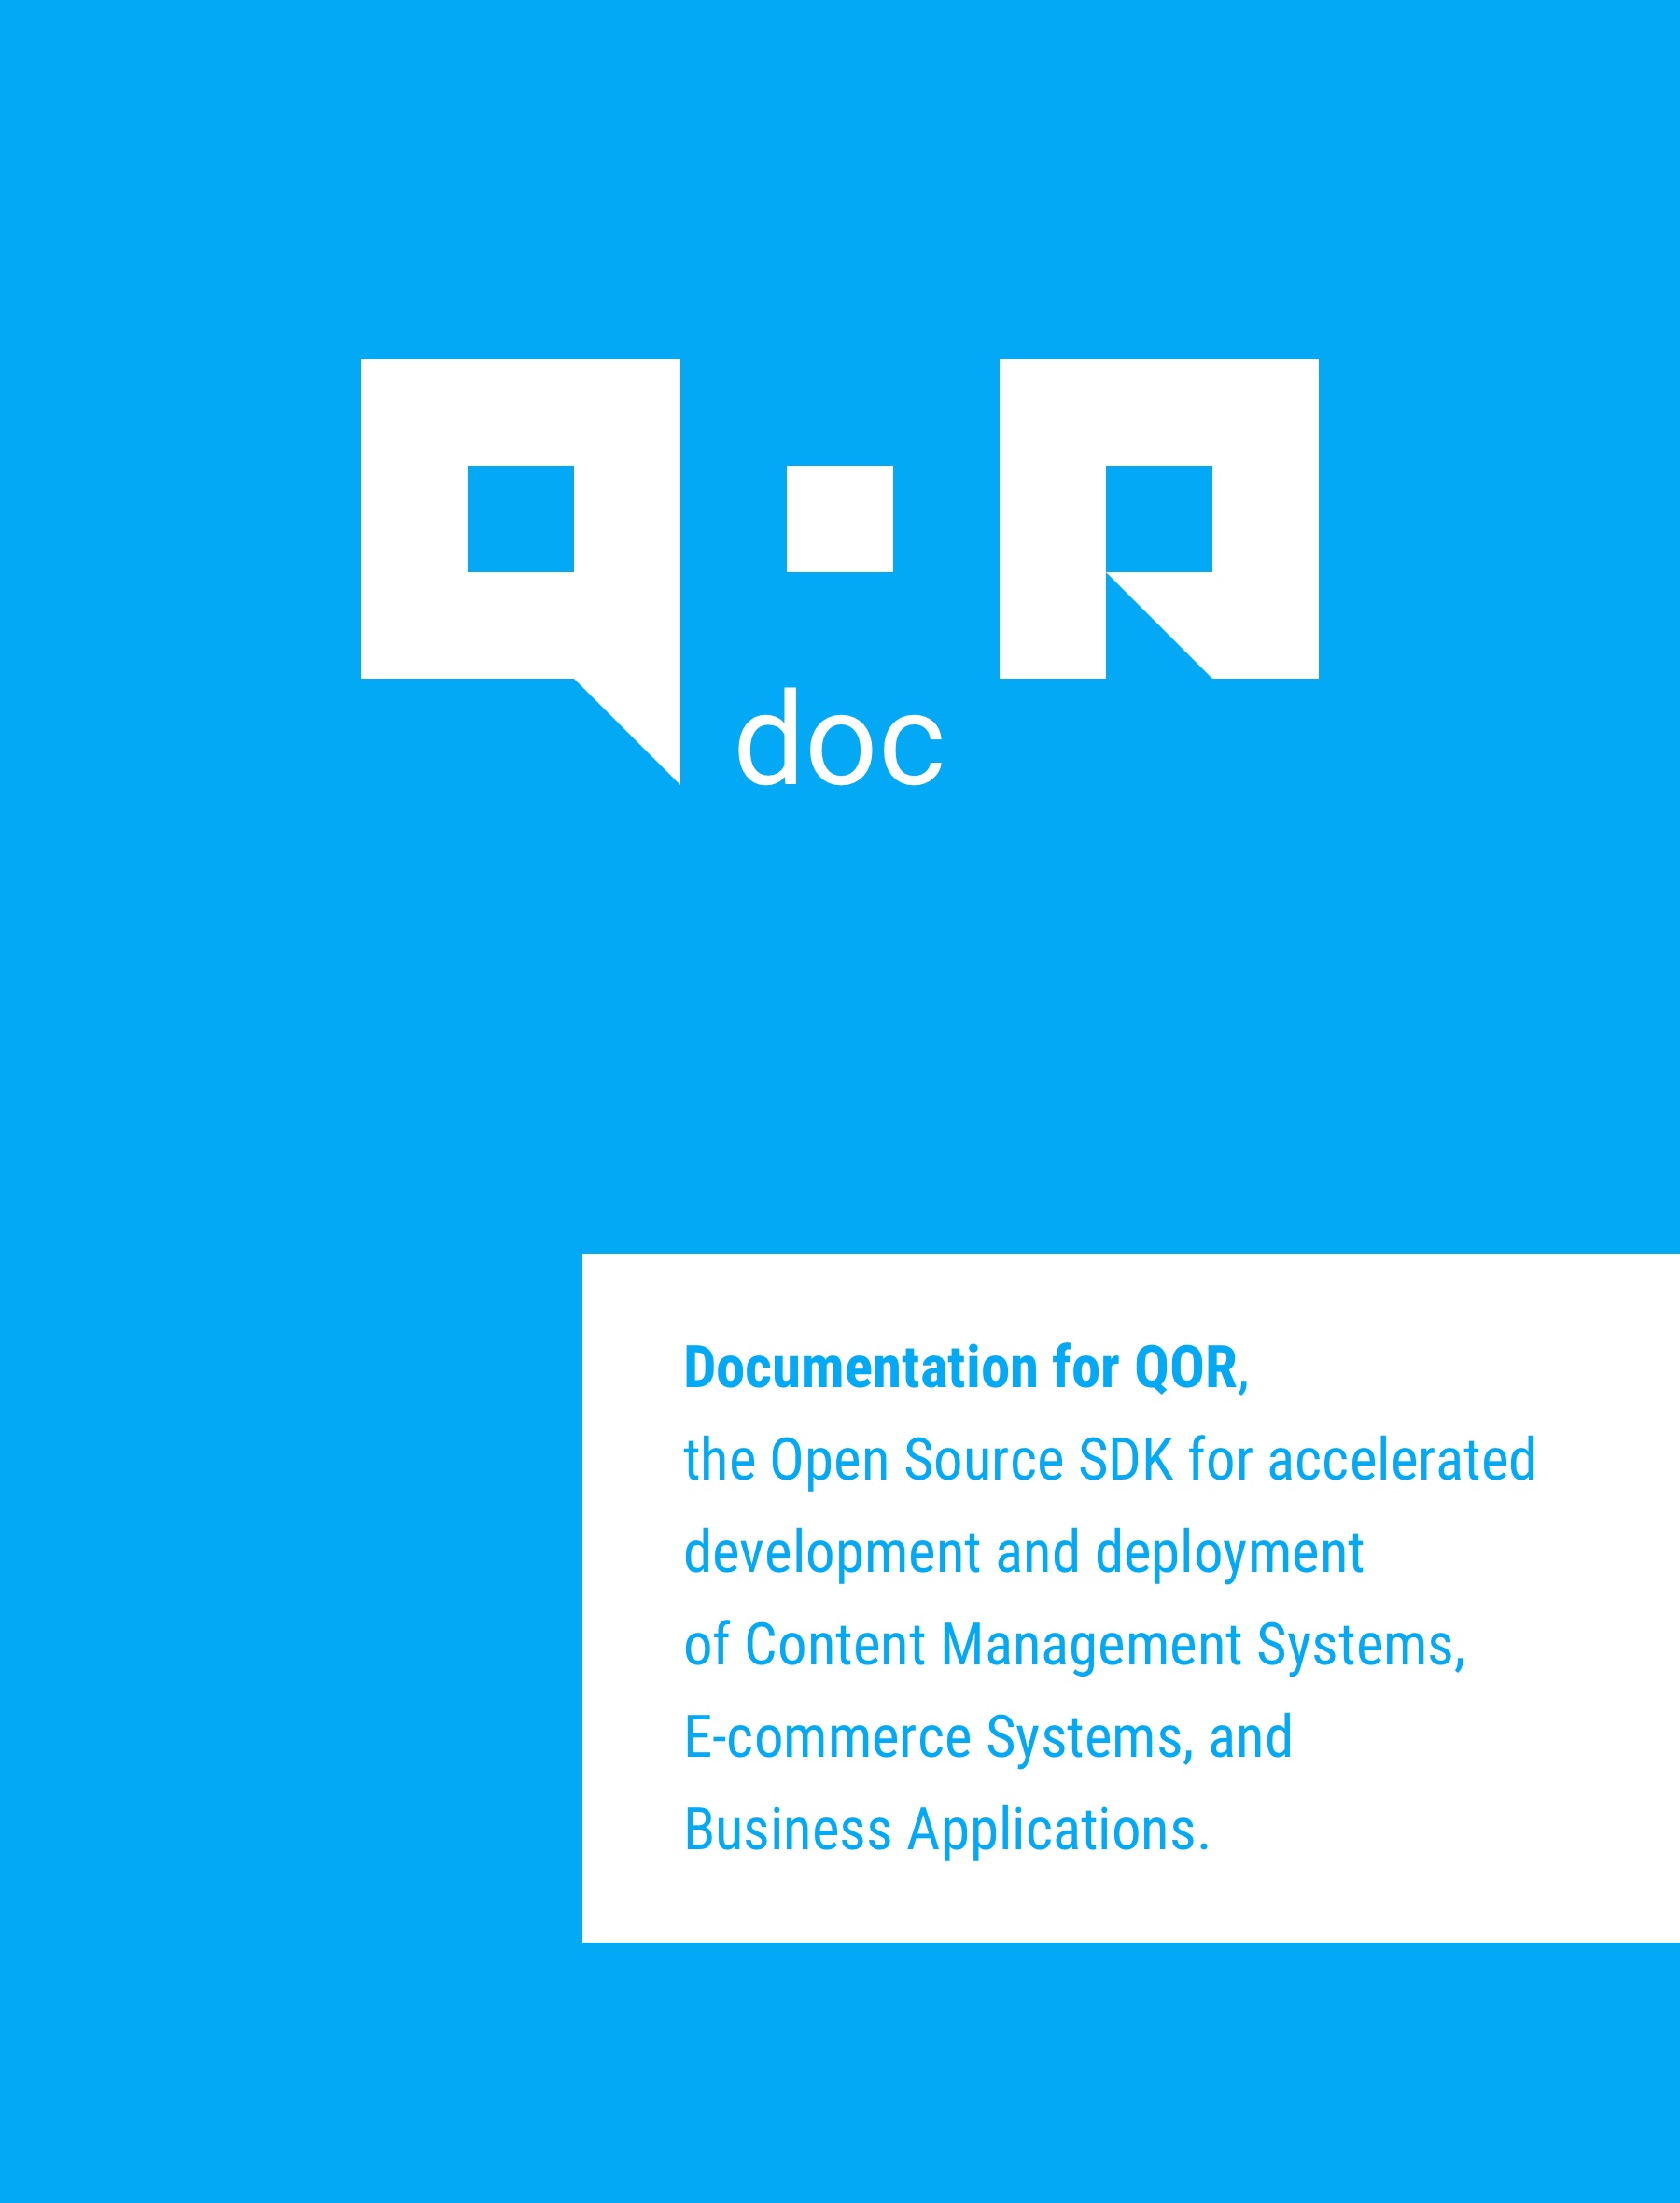 QOR
doc
Documentation for QOR,
the Open Source SDK for accelerated
development and deployment
of Content Management Systems,
E-commerce Systems, and
Business Applications.